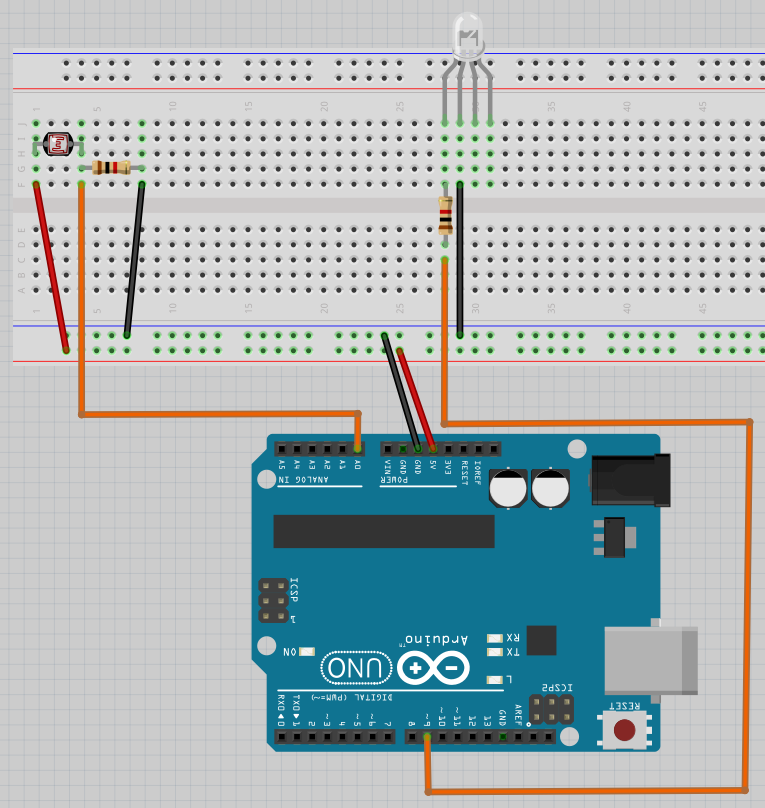 1 5 10 15 20 25 30 35 40 45
J
I
H
G
F
E
D
C
B
A
1 5 10 15 20 25 30 35 40 45
A5 A4 A3 A2 A1 A0 VIN GND GND 5V 3V3 RESET IOREF
ANALOG IN POWER
ICSP
1
Arduino™
RX
TX
ON
UNO
L
DIGITAL (PWM=~)
ICSP2
RX0◄0 TX0►1 2 ~3 4 ~5 ~6 7 8 ~9 ~10 ~11 12 13 GND AREF
RESET